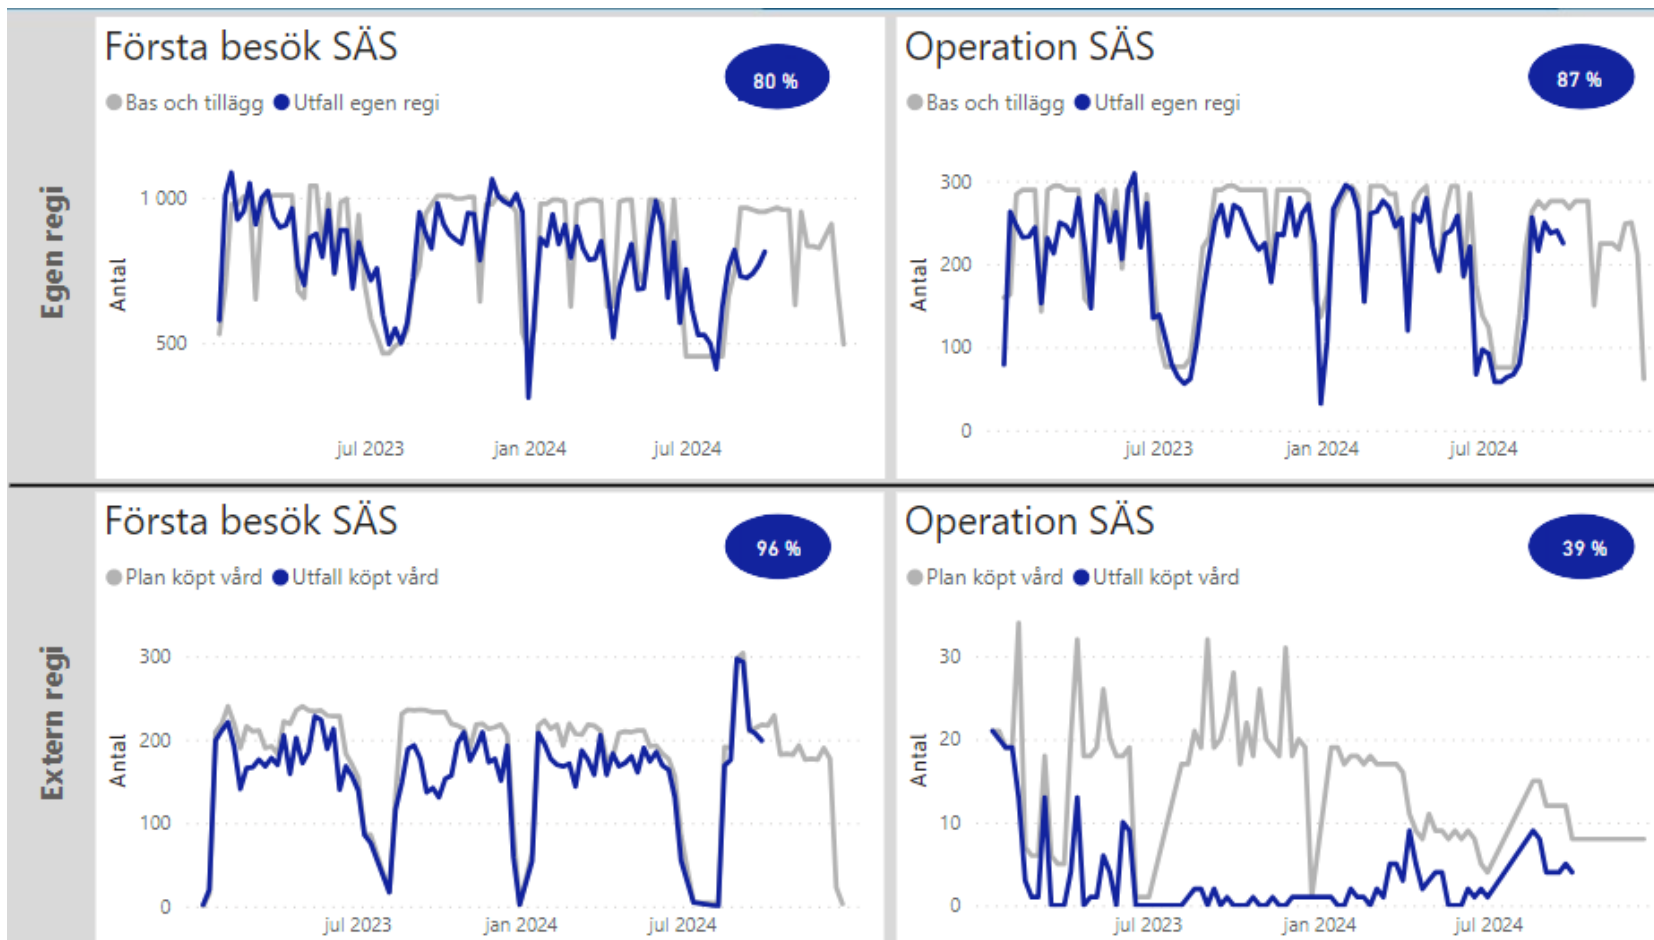 Egen regi
Första besök SÄS
80 %
Bas och tillägg Utfall egen regi
Antal
1 000
500
jul 2023 jan 2024 jul 2024
Operation SÄS
87 %
Bas och tillägg Utfall egen regi
Antal
300
200
100
0
jul 2023 jan 2024 jul 2024
Extern regi
Första besök SÄS
96 %
Plan köpt vård Utfall köpt vård
Antal
300
200
100
0
jul 2023 jan 2024 jul 2024
Operation SÄS
39 %
Plan köpt vård Utfall köpt vård
Antal
30
20
10
0
jul 2023 jan 2024 jul 2024